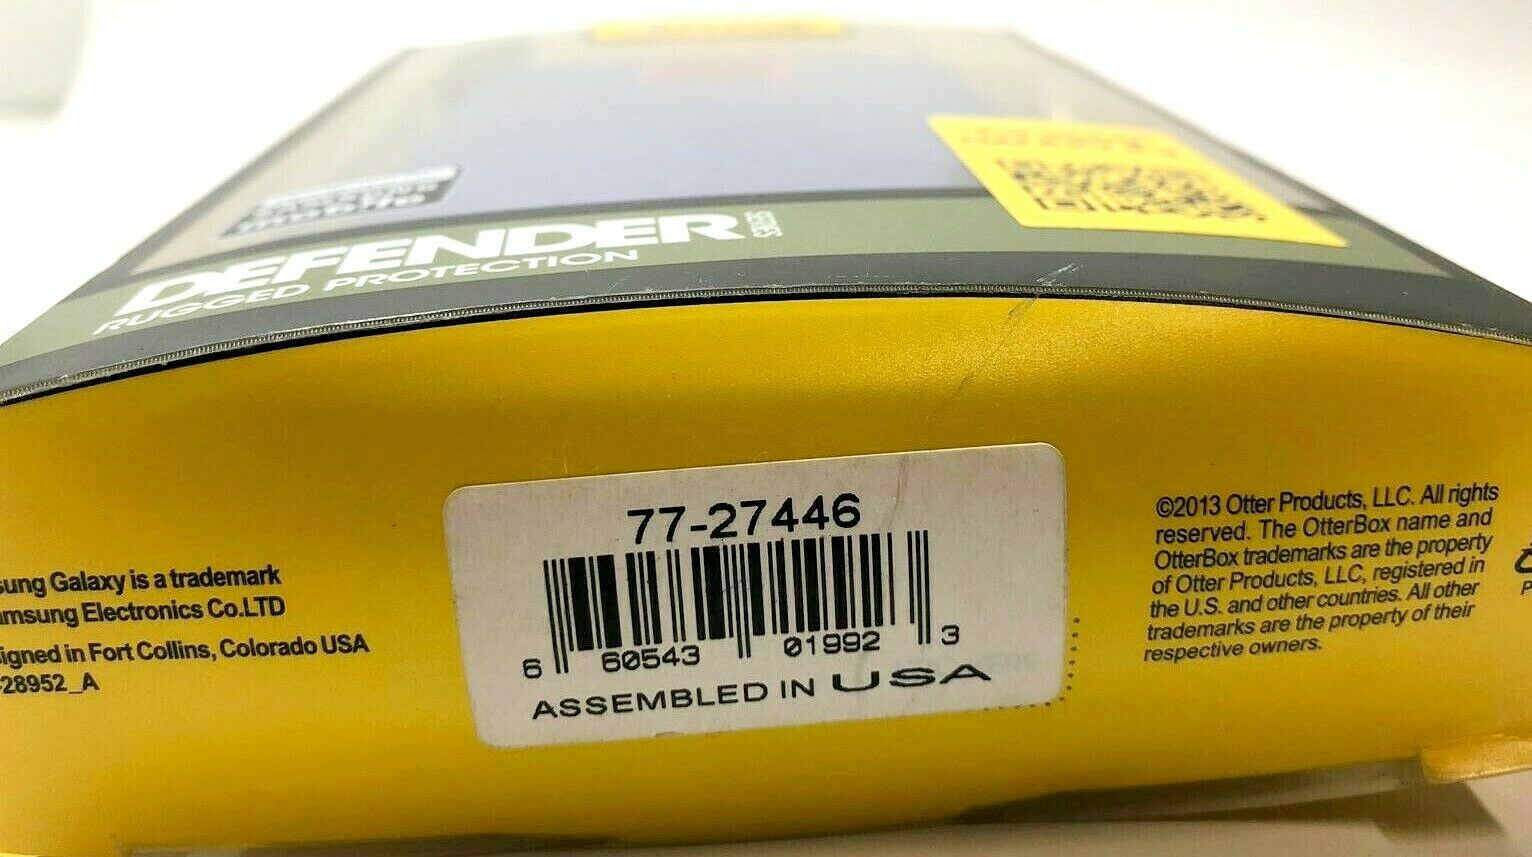 DEFENDER SERIES
RUGGED PROTECTION
77-27446
6 60543 01992 3
ASSEMBLED IN USA
sung Galaxy is a trademark
amsung Electronics Co.LTD
signed in Fort Collins, Colorado USA
-28952_A
©2013 Otter Products, LLC. All rights
reserved. The OtterBox name and
OtterBox trademarks are the property
of Otter Products, LLC, registered in
the U.S. and other countries. All other
trademarks are the property of their
respective owners.